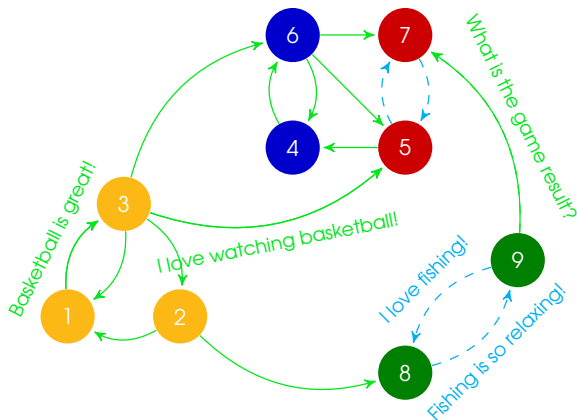 6
7
What is the game result?
4
5
Basketball is great!
3
I love watching basketball!
9
I love fishing!
1
2
Fishing is so relaxing!
8